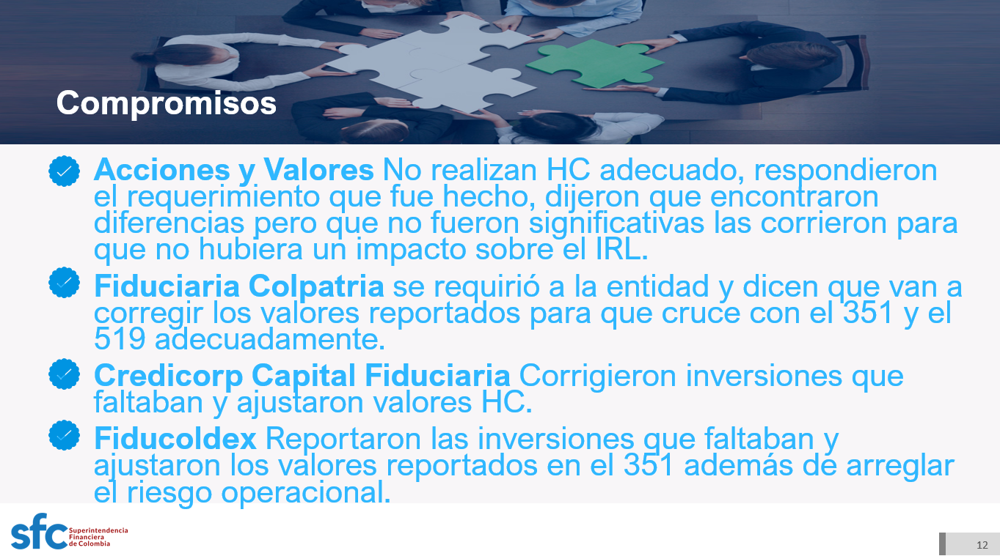 Compromisos
Acciones y Valores No realizan HC adecuado, respondieron
el requerimiento que fue hecho, dijeron que encontraron
diferencias pero que no fueron significativas las corrieron para
que no hubiera un impacto sobre el IRL.
Fiduciaria Colpatria se requirió a la entidad y dicen que van a
corregir los valores reportados para que cruce con el 351 y el
519 adecuadamente.
Credicorp Capital Fiduciaria Corrigieron inversiones que
faltaban y ajustaron valores HC.
Fiducoldex Reportaron las inversiones que faltaban y
ajustaron los valores reportados en el 351 además de arreglar
el riesgo operacional.
sfc Superintendencia
Financiera
de Colombia
12